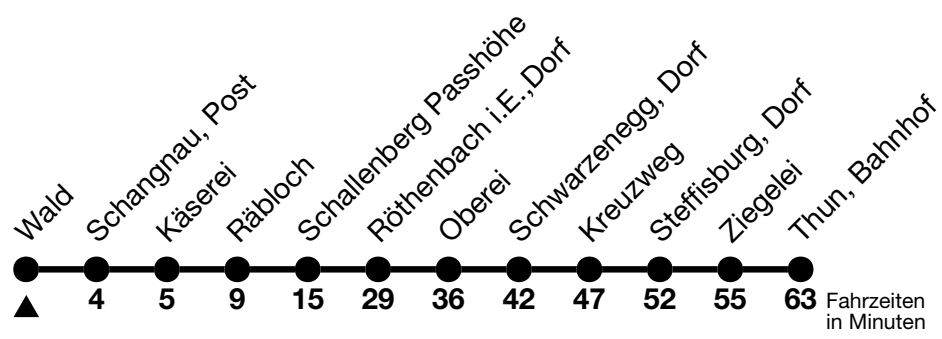 Wald
Schangnau, Post
Käserei
Räbloch
Schallenberg Passhöhe
Röthenbach i.E.,Dorf
Oberei
Schwarzenegg, Dorf
Kreuzweg
Steffisburg, Dorf
Ziegelei
Thun, Bahnhof
4 5 9 15 29 36 42 47 52 55 63 Fahrzeiten
in Minuten